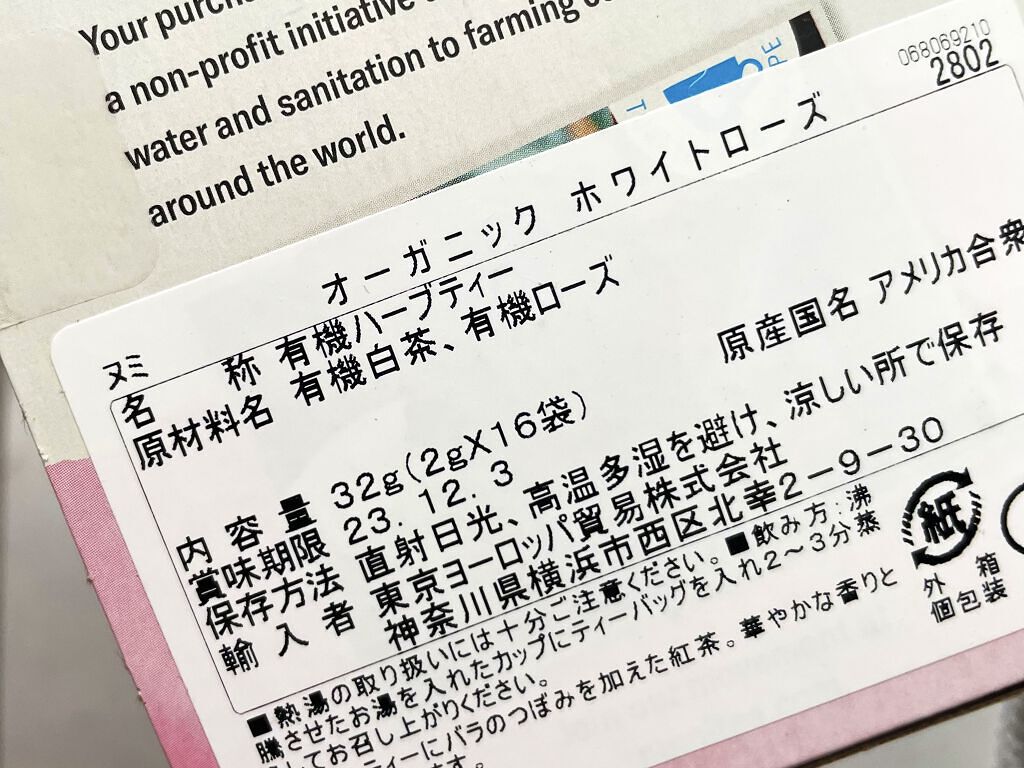 Your purch
a non-profit initiative
water and sanitation to farming
around the world.
PE
T
068069210
2802
ヌミ オーガニック ホワイトローズ
名 称 有機ハーブティー
原材料名 有機白茶、有機ローズ
原産国名 アメリカ合衆
内容量 32g(2gX16袋)
賞味期限 23.12.3
保存方法 直射日光、高温多湿を避け、涼しい所で保存
輸入者 東京ヨーロッパ貿易株式会社
神奈川県横浜市西区北幸2-9-30
■熱湯の取り扱いには十分ご注意ください。■飲み方:沸
騰させたお湯を入れたカップにティーバッグを入れ2~3分蒸
してお召し上がりください。
ティーにバラのつぼみを加えた紅茶。華やかな香りと
ます。
紙
外 箱
個包装